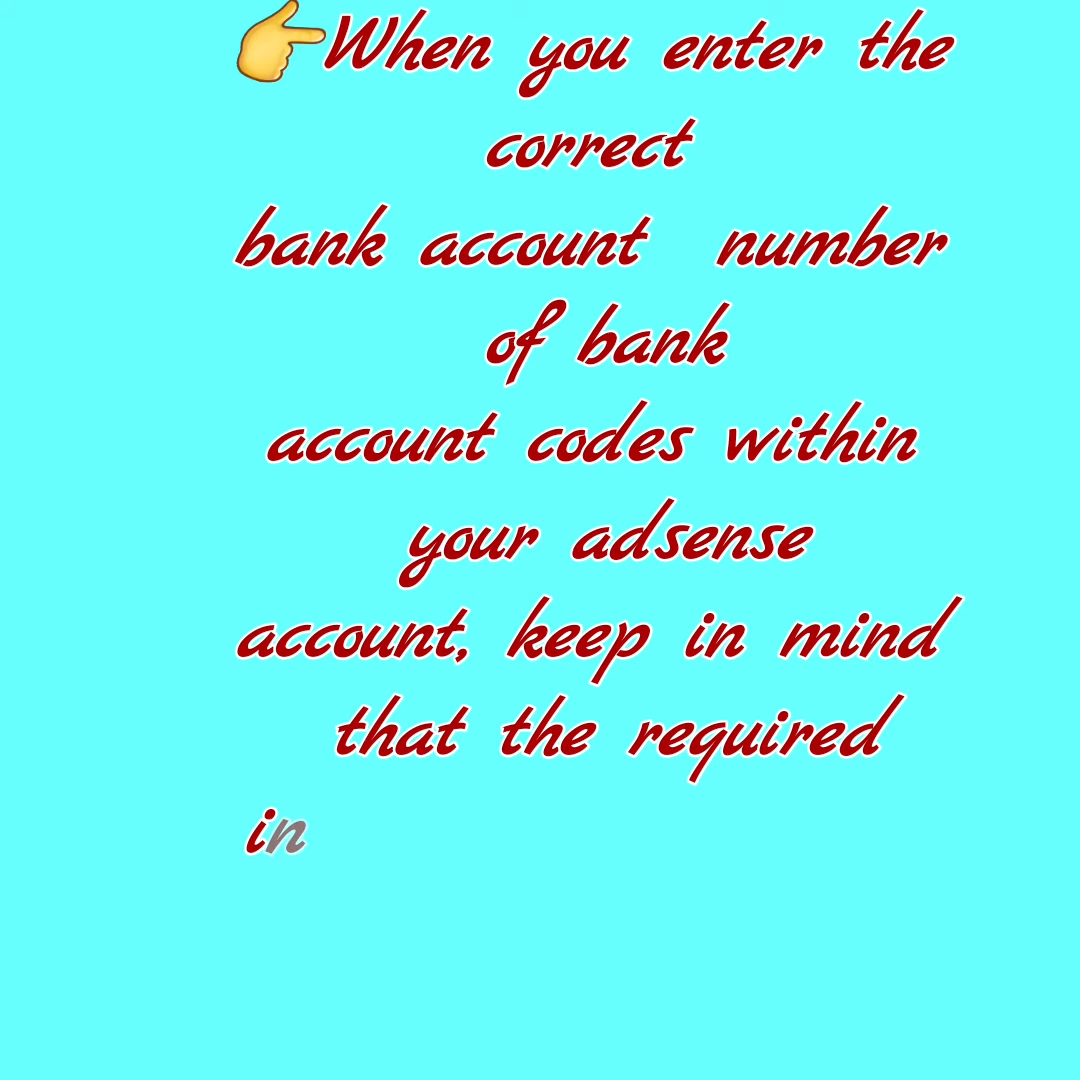 👉When you enter the
correct
bank account number
of bank
account codes within
your adsense
account, keep in mind
that the required
in